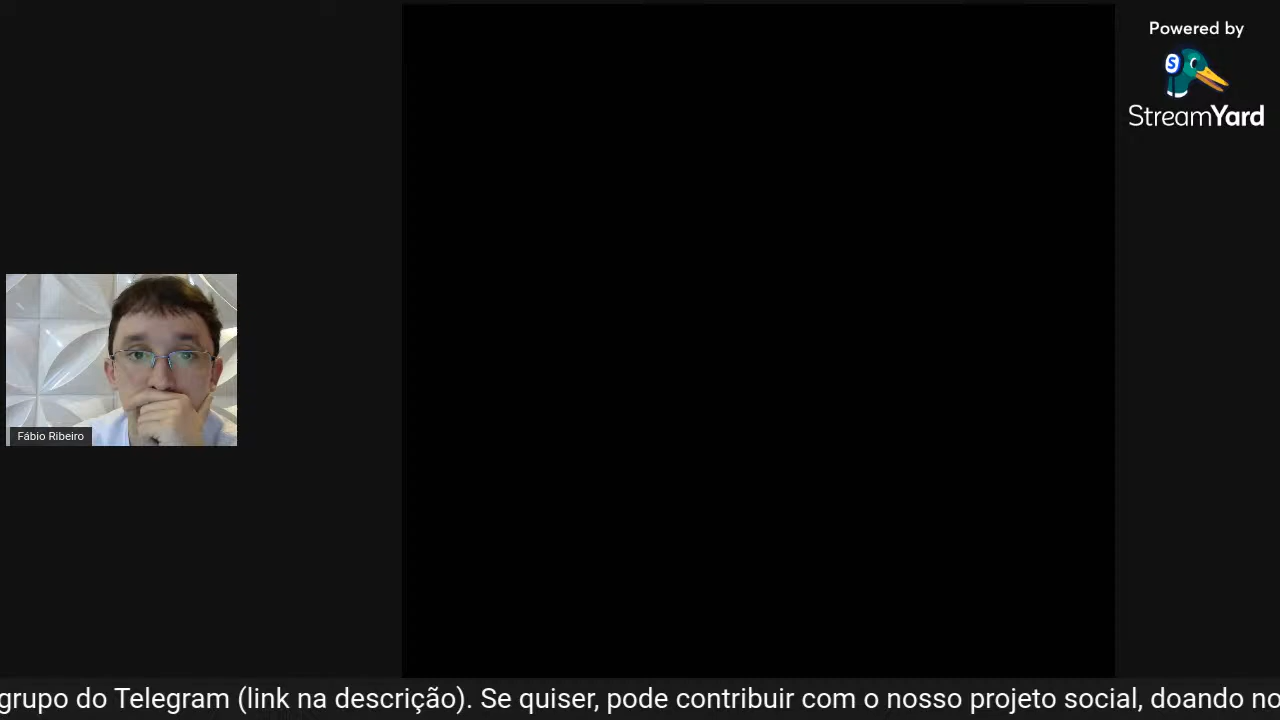 Powered by
S
StreamYard
Fábio Ribeiro
grupo do Telegram (link na descrição). Se quiser, pode contribuir com o nosso projeto social, doando no